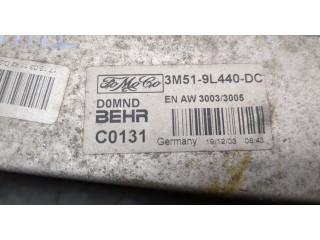 FoMoCo
3M51-9L440-DC
D0MND
EN AW 3003/3005
BEHR
C0131
Germany 19/12/03 06:43